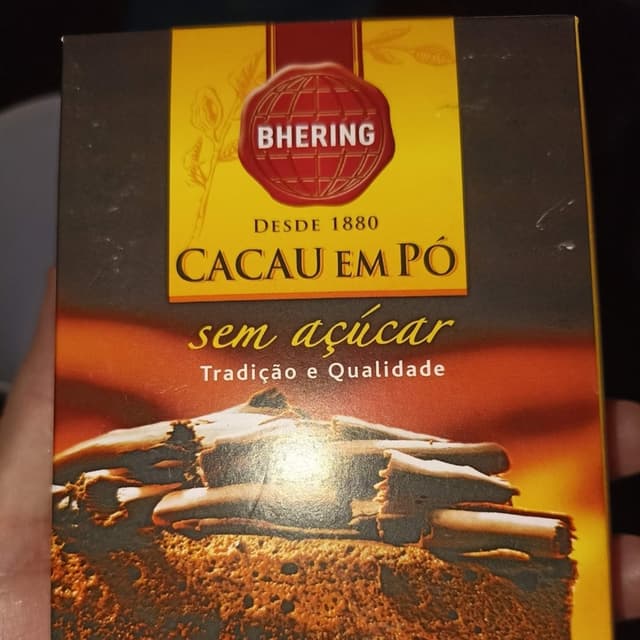 BHERING
DESDE 1880
CACAU EM PÓ
sem açúcar
Tradição e Qualidade